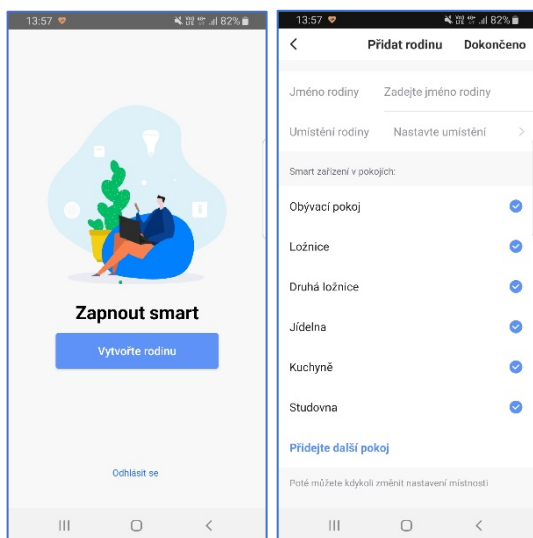 13:57 82%
Zapnout smart
Vytvořte rodinu
Odhlásit se
13:57 82%
Přidat rodinu Dokončeno
Jméno rodiny Zadejte jméno rodiny
Umístění rodiny Nastavte umístění
Smart zařízení v pokojích:
Obývací pokoj
Ložnice
Druhá ložnice
Jídelna
Kuchyně
Studovna
Přidejte další pokoj
Poté můžete kdykoli změnit nastavení místnosti